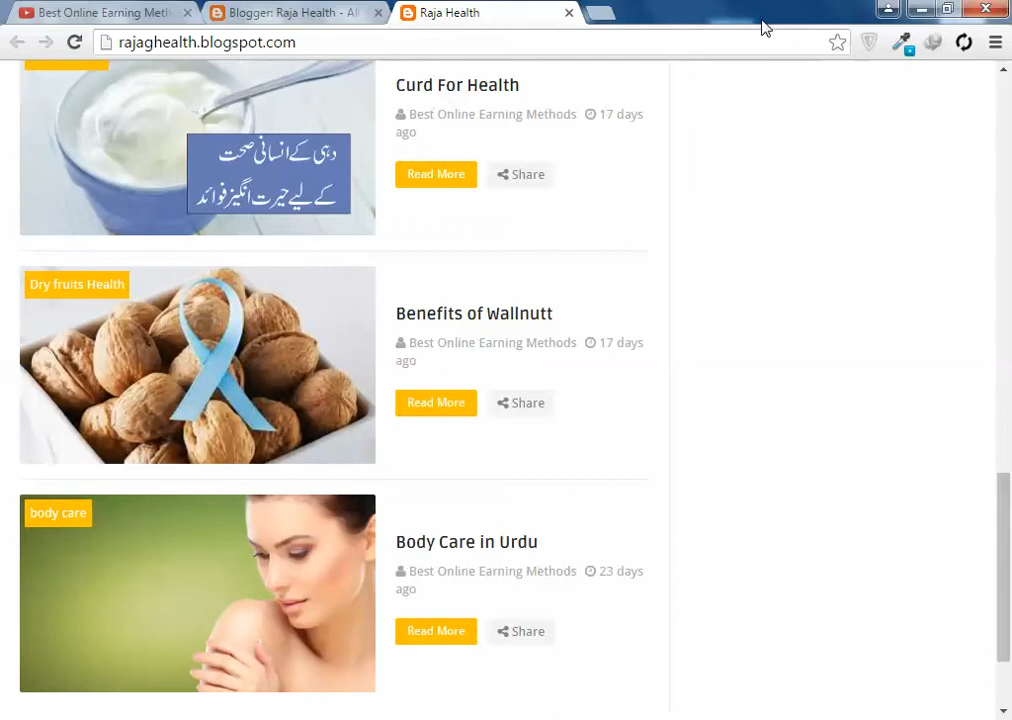 Best Online Earning Meth
Blogger: Raja Health - All
Raja Health
rajaghealth.blogspot.com
دہی کے انسانی صحت
کے لیے حیرت انگیز فوائد
Curd For Health
Best Online Earning Methods 17 days
ago
Read More Share
Dry fruits Health
Benefits of Wallnutt
Best Online Earning Methods 17 days
ago
Read More Share
body care
Body Care in Urdu
Best Online Earning Methods 23 days
ago
Read More Share